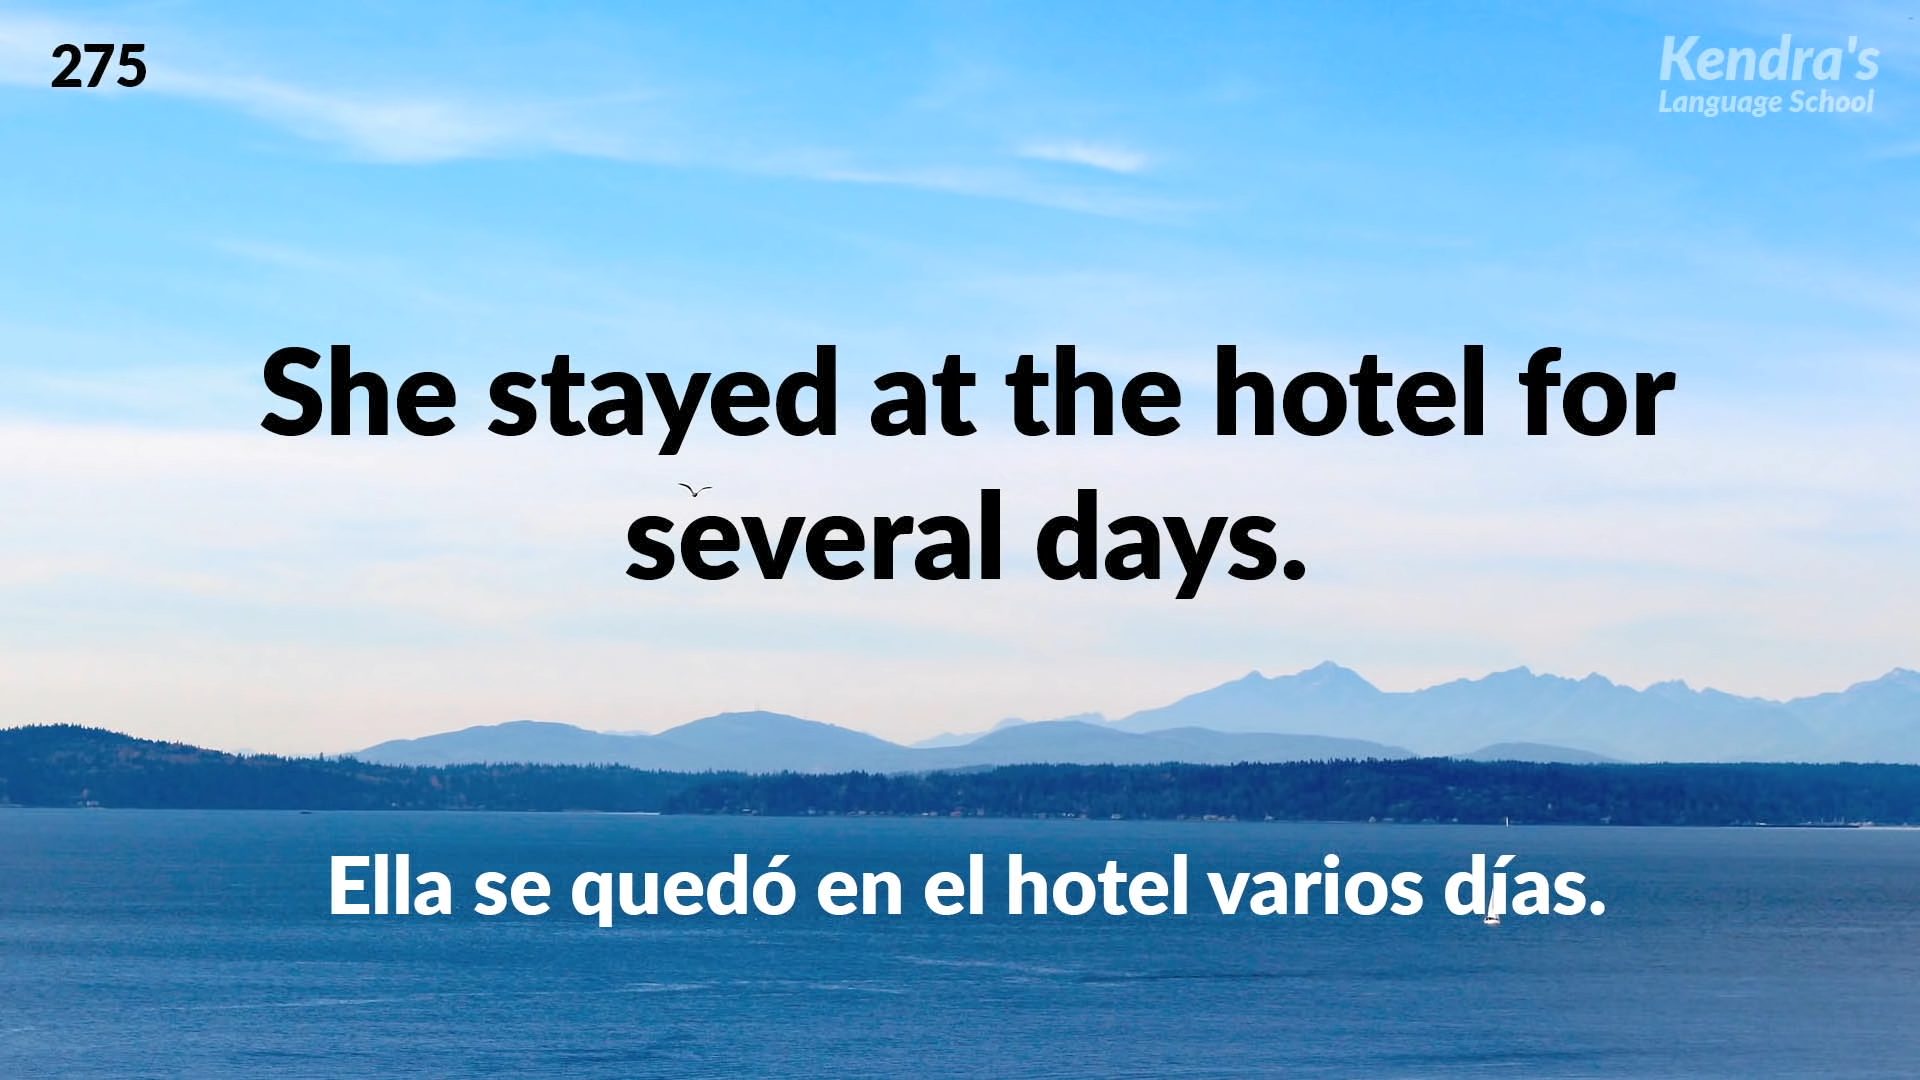 275
Kendra's
Language School
She stayed at the hotel for
several days.
Ella se quedó en el hotel varios días.